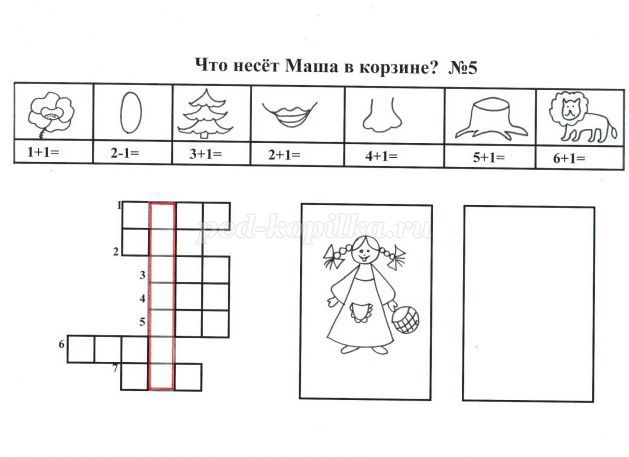 Что несёт Маша в корзине? №5
1+1= 2-1= 3+1= 2+1= 4+1= 5+1= 6+1=
1
2
3
4
5
6
7
ped-kopilka.ru